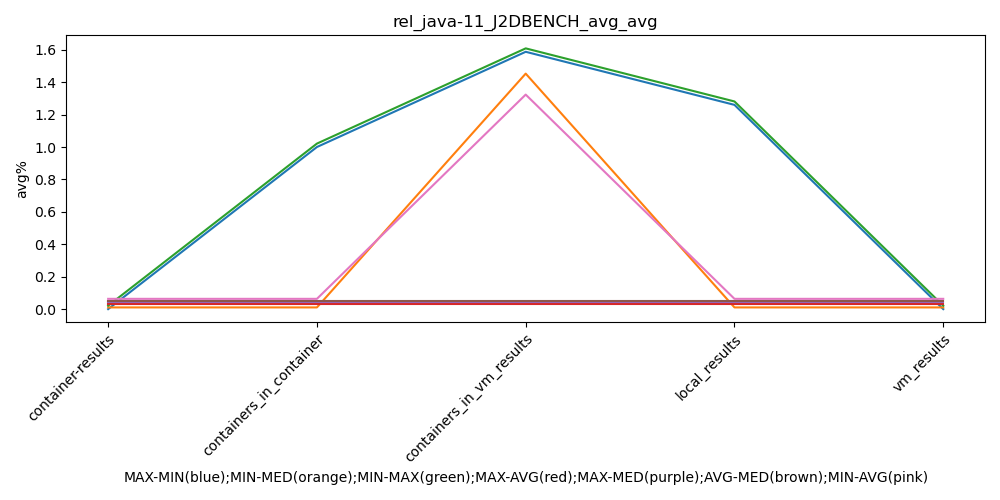 rel_java-11_J2DBENCH_avg_avg
avg%
1.6
1.4
1.2
1.0
0.8
0.6
0.4
0.2
0.0
container-results
containers_in_container
containers_in_vm_results
local_results
vm_results
MAX-MIN(blue);MIN-MED(orange);MIN-MAX(green);MAX-AVG(red);MAX-MED(purple);AVG-MED(brown);MIN-AVG(pink)